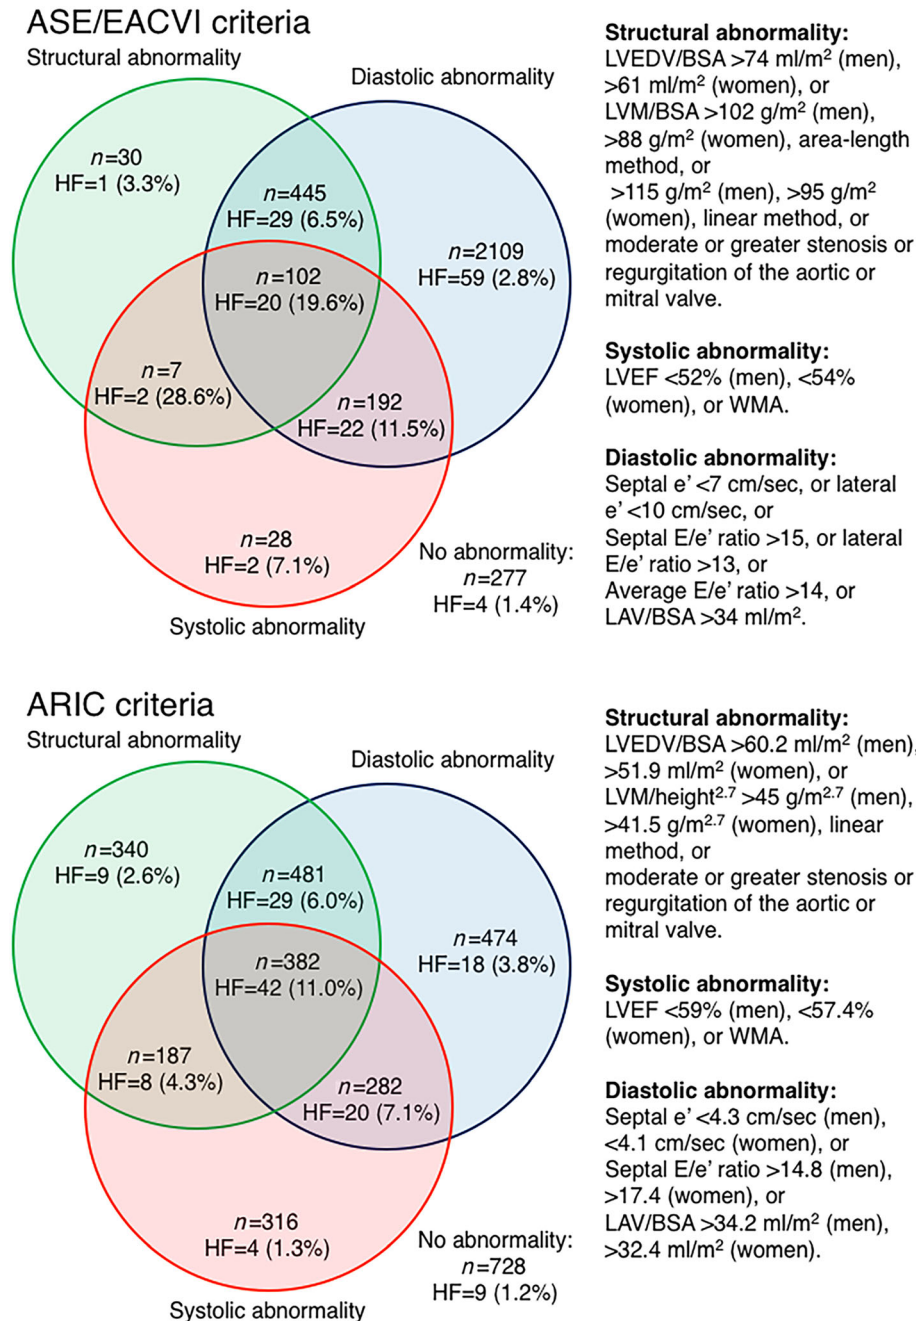 ASE/EACVI criteria
Structural abnormality
Diastolic abnormality
n=30
HF=1 (3.3%)
n=445
HF=29 (6.5%)
n=2109
HF=59 (2.8%)
n=102
HF=20 (19.6%)
n=7
HF=2 (28.6%)
n=192
HF=22 (11.5%)
n=28
HF=2 (7.1%)
No abnormality:
n=277
HF=4 (1.4%)
Systolic abnormality
Structural abnormality:
LVEDV/BSA >74 ml/m² (men),
>61 ml/m² (women), or
LVM/BSA >102 g/m² (men),
>88 g/m² (women), area-length
method, or
>115 g/m² (men), >95 g/m²
(women), linear method, or
moderate or greater stenosis or
regurgitation of the aortic or
mitral valve.
Systolic abnormality:
LVEF <52% (men), <54%
(women), or WMA.
Diastolic abnormality:
Septal e’ <7 cm/sec, or lateral
e’ <10 cm/sec, or
Septal E/e’ ratio >15, or lateral
E/e’ ratio >13, or
Average E/e’ ratio >14, or
LAV/BSA >34 ml/m².
ARIC criteria
Structural abnormality
Diastolic abnormality
n=340
HF=9 (2.6%)
n=481
HF=29 (6.0%)
n=474
HF=18 (3.8%)
n=382
HF=42 (11.0%)
n=187
HF=8 (4.3%)
n=282
HF=20 (7.1%)
n=316
HF=4 (1.3%)
No abnormality:
n=728
HF=9 (1.2%)
Systolic abnormality
Structural abnormality:
LVEDV/BSA >60.2 ml/m² (men),
>51.9 ml/m² (women), or
LVM/height²·⁷ >45 g/m²·⁷ (men),
>41.5 g/m²·⁷ (women), linear
method, or
moderate or greater stenosis or
regurgitation of the aortic or
mitral valve.
Systolic abnormality:
LVEF <59% (men), <57.4%
(women), or WMA.
Diastolic abnormality:
Septal e’ <4.3 cm/sec (men),
<4.1 cm/sec (women), or
Septal E/e’ ratio >14.8 (men),
>17.4 (women), or
LAV/BSA >34.2 ml/m² (men),
>32.4 ml/m² (women).